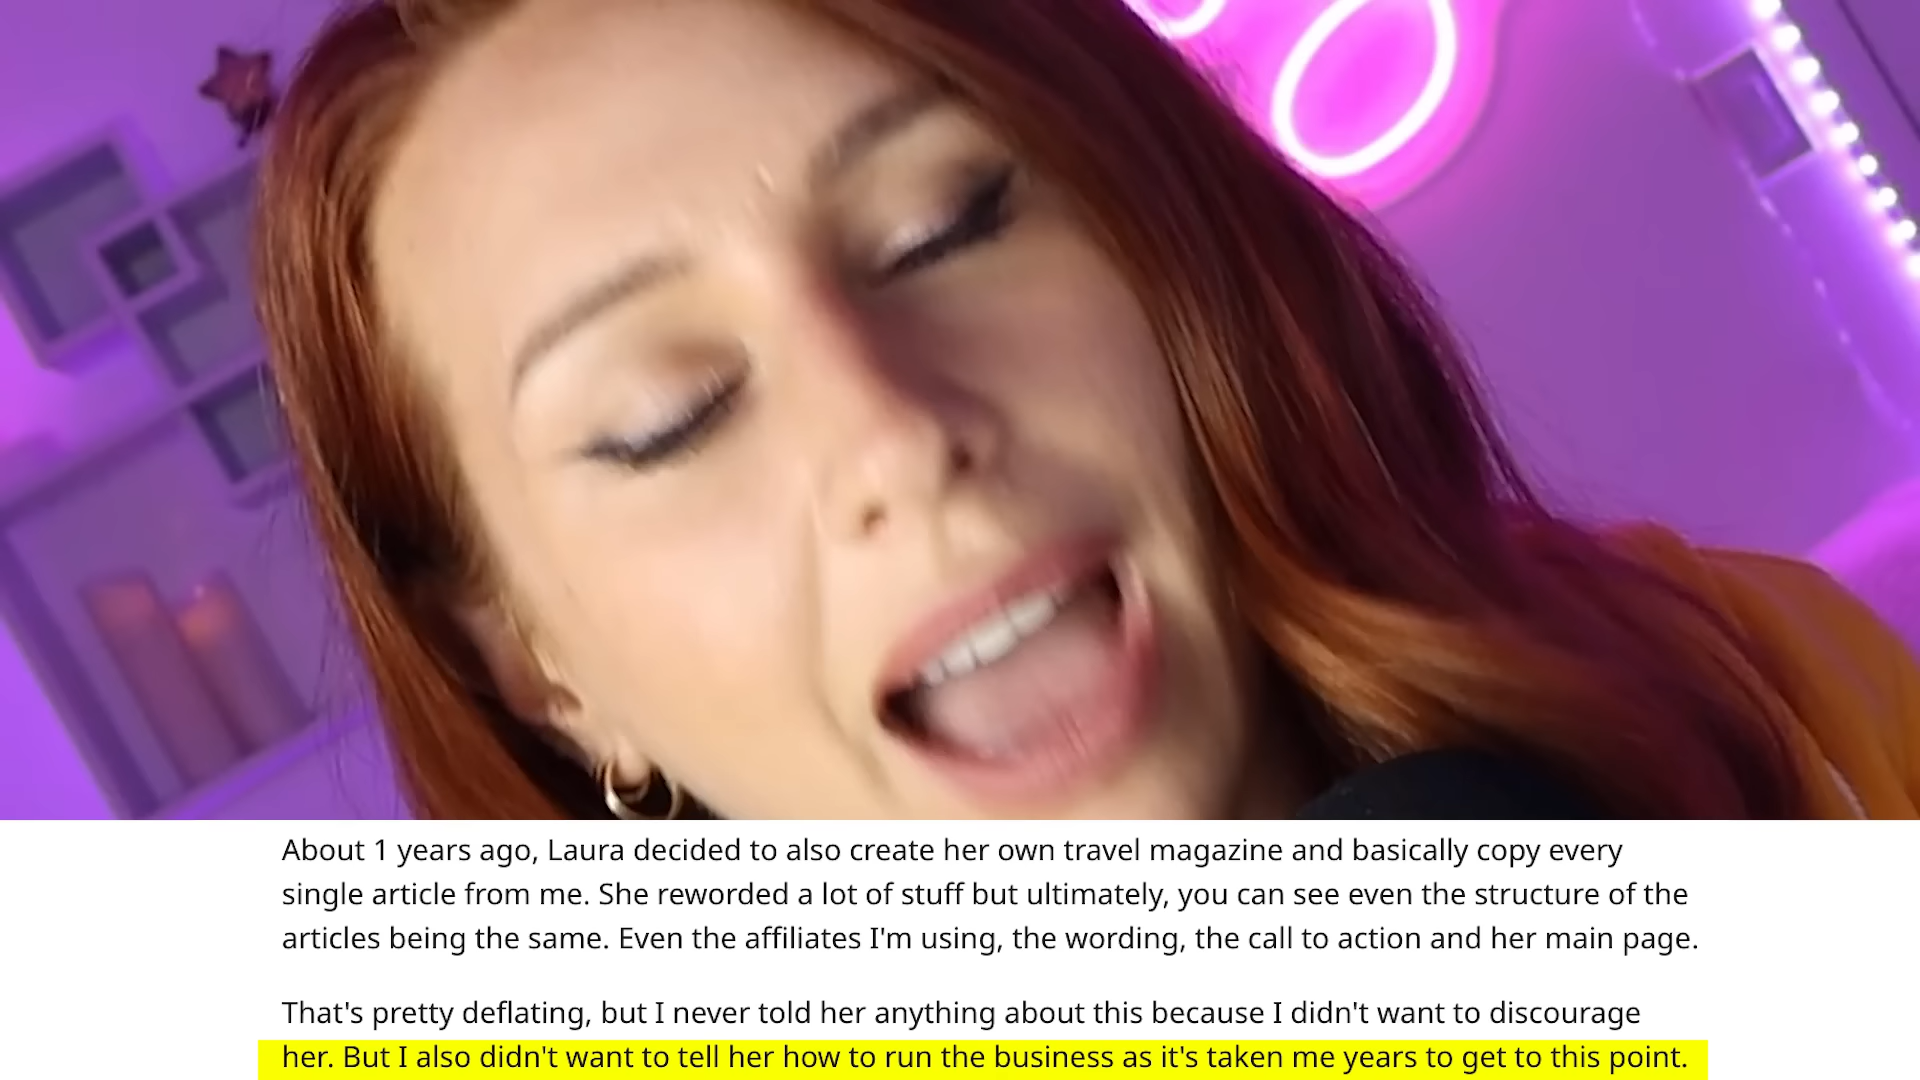 About 1 years ago, Laura decided to also create her own travel magazine and basically copy every
single article from me. She reworded a lot of stuff but ultimately, you can see even the structure of the
articles being the same. Even the affiliates I'm using, the wording, the call to action and her main page.
That's pretty deflating, but I never told her anything about this because I didn't want to discourage
her. But I also didn't want to tell her how to run the business as it's taken me years to get to this point.